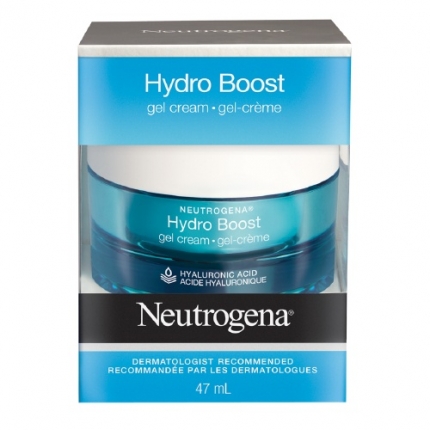 Hydro Boost
gel cream • gel-crème
NEUTROGENA®
Hydro Boost
gel cream • gel-crème
HYALURONIC ACID
ACIDE HYALURONIQUE
Neutrogena®
DERMATOLOGIST RECOMMENDED
RECOMMANDÉE PAR LES DERMATOLOGUES
47 mL